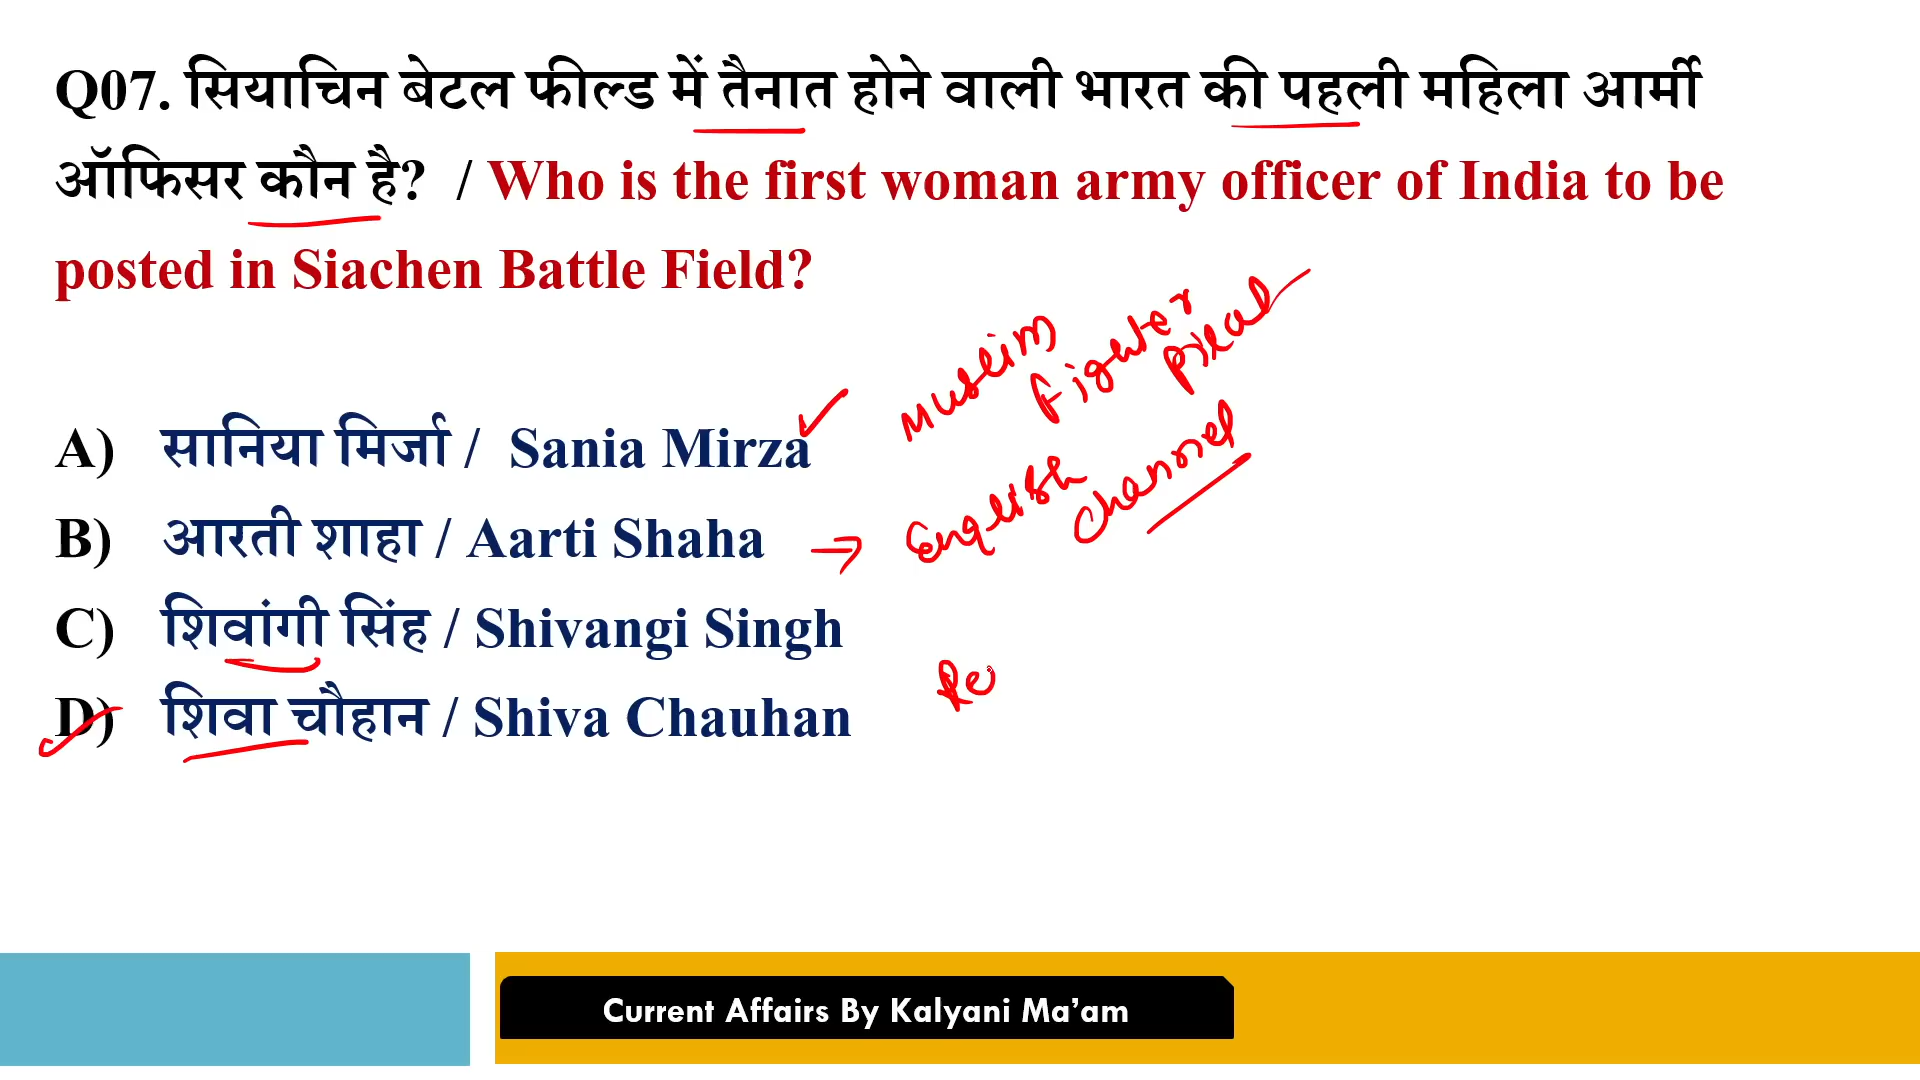 Q07. सियाचिन बेटल फील्ड में तैनात होने वाली भारत की पहली महिला आर्मी
ऑफिसर कौन है? / Who is the first woman army officer of India to be
posted in Siachen Battle Field?
Muslim
Fighter
A) सानिया मिर्जा / Sania Mirza
English
Channel
B) आरती शाहा / Aarti Shaha
C) शिवांगी सिंह / Shivangi Singh
D) शिवा चौहान / Shiva Chauhan
Current Affairs By Kalyani Ma’am